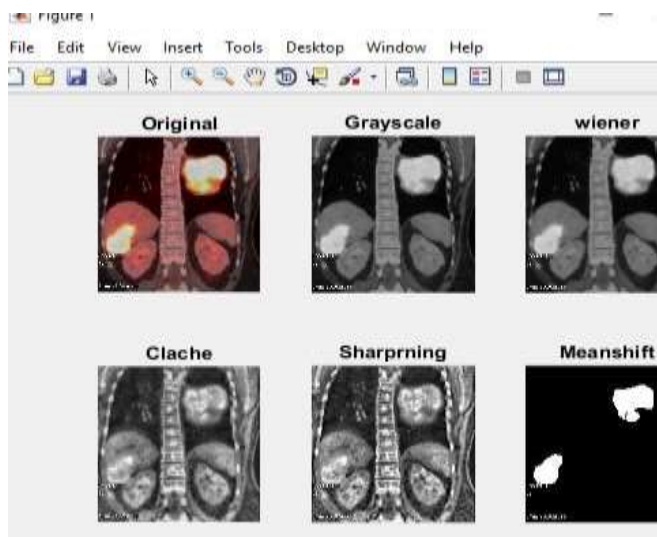 Figure 1
File Edit View Insert Tools Desktop Window Help
Original Grayscale wiener
Clache Sharprning Meanshift